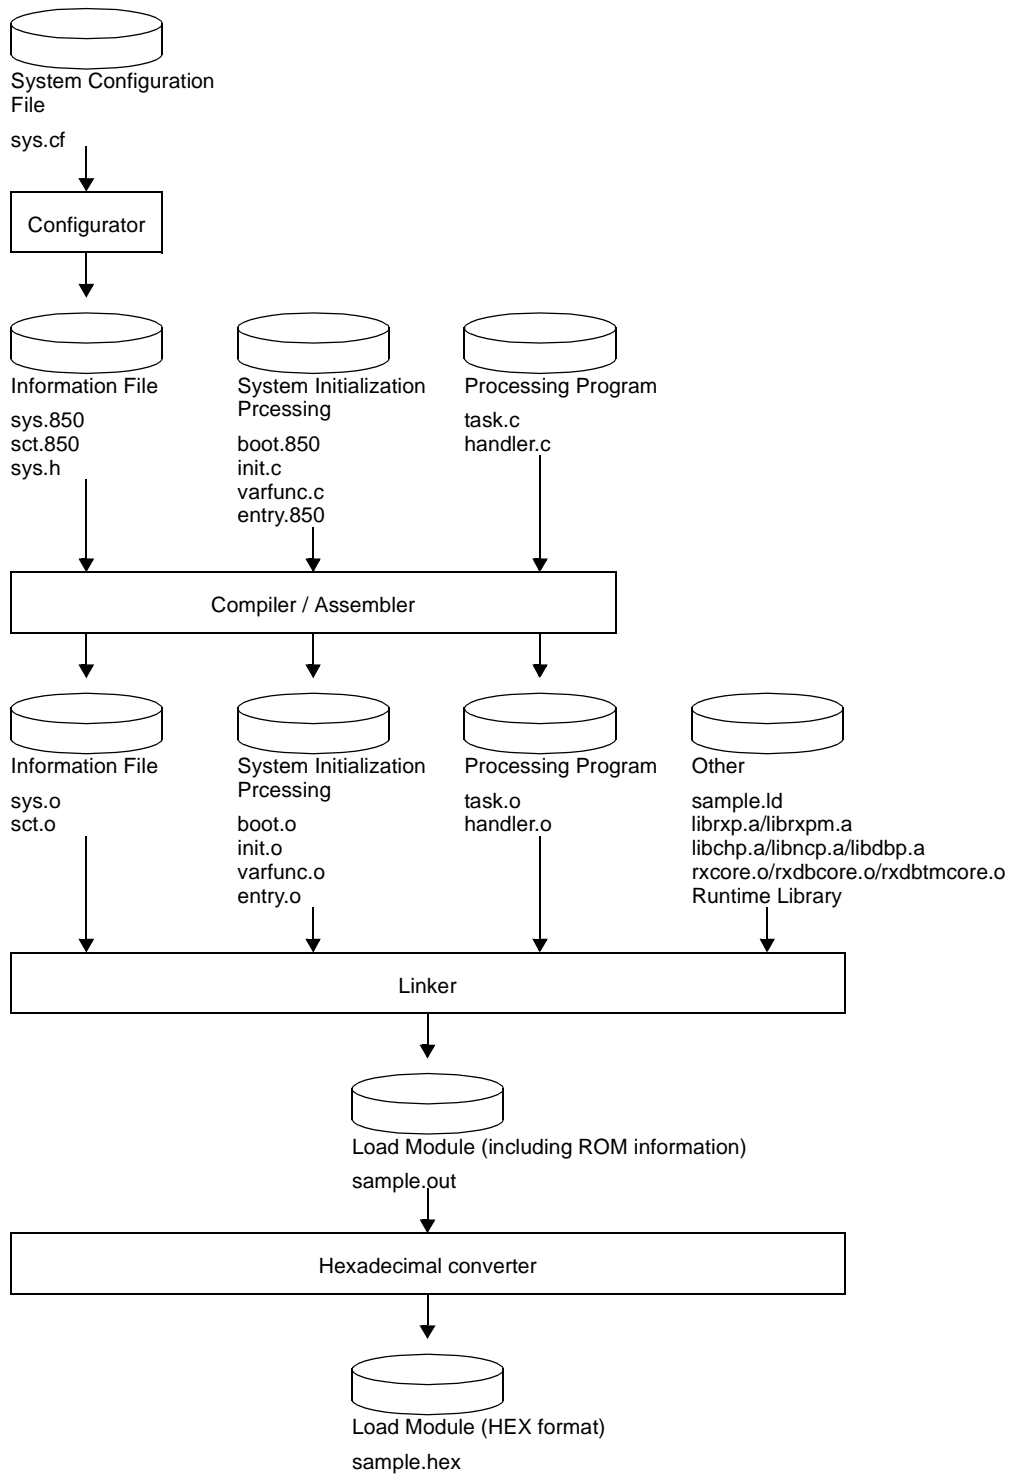 System Configuration
File
sys.cf
Configurator
Information File
sys.850
sct.850
sys.h
System Initialization
Prcessing
boot.850
init.c
varfunc.c
entry.850
Processing Program
task.c
handler.c
Compiler / Assembler
Information File
sys.o
sct.o
System Initialization
Prcessing
boot.o
init.o
varfunc.o
entry.o
Processing Program
task.o
handler.o
Other
sample.ld
librxp.a/librxpm.a
libchp.a/libncp.a/libdbp.a
rxcore.o/rxdbcore.o/rxdbtmcore.o
Runtime Library
Linker
Load Module (including ROM information)
sample.out
Hexadecimal converter
Load Module (HEX format)
sample.hex